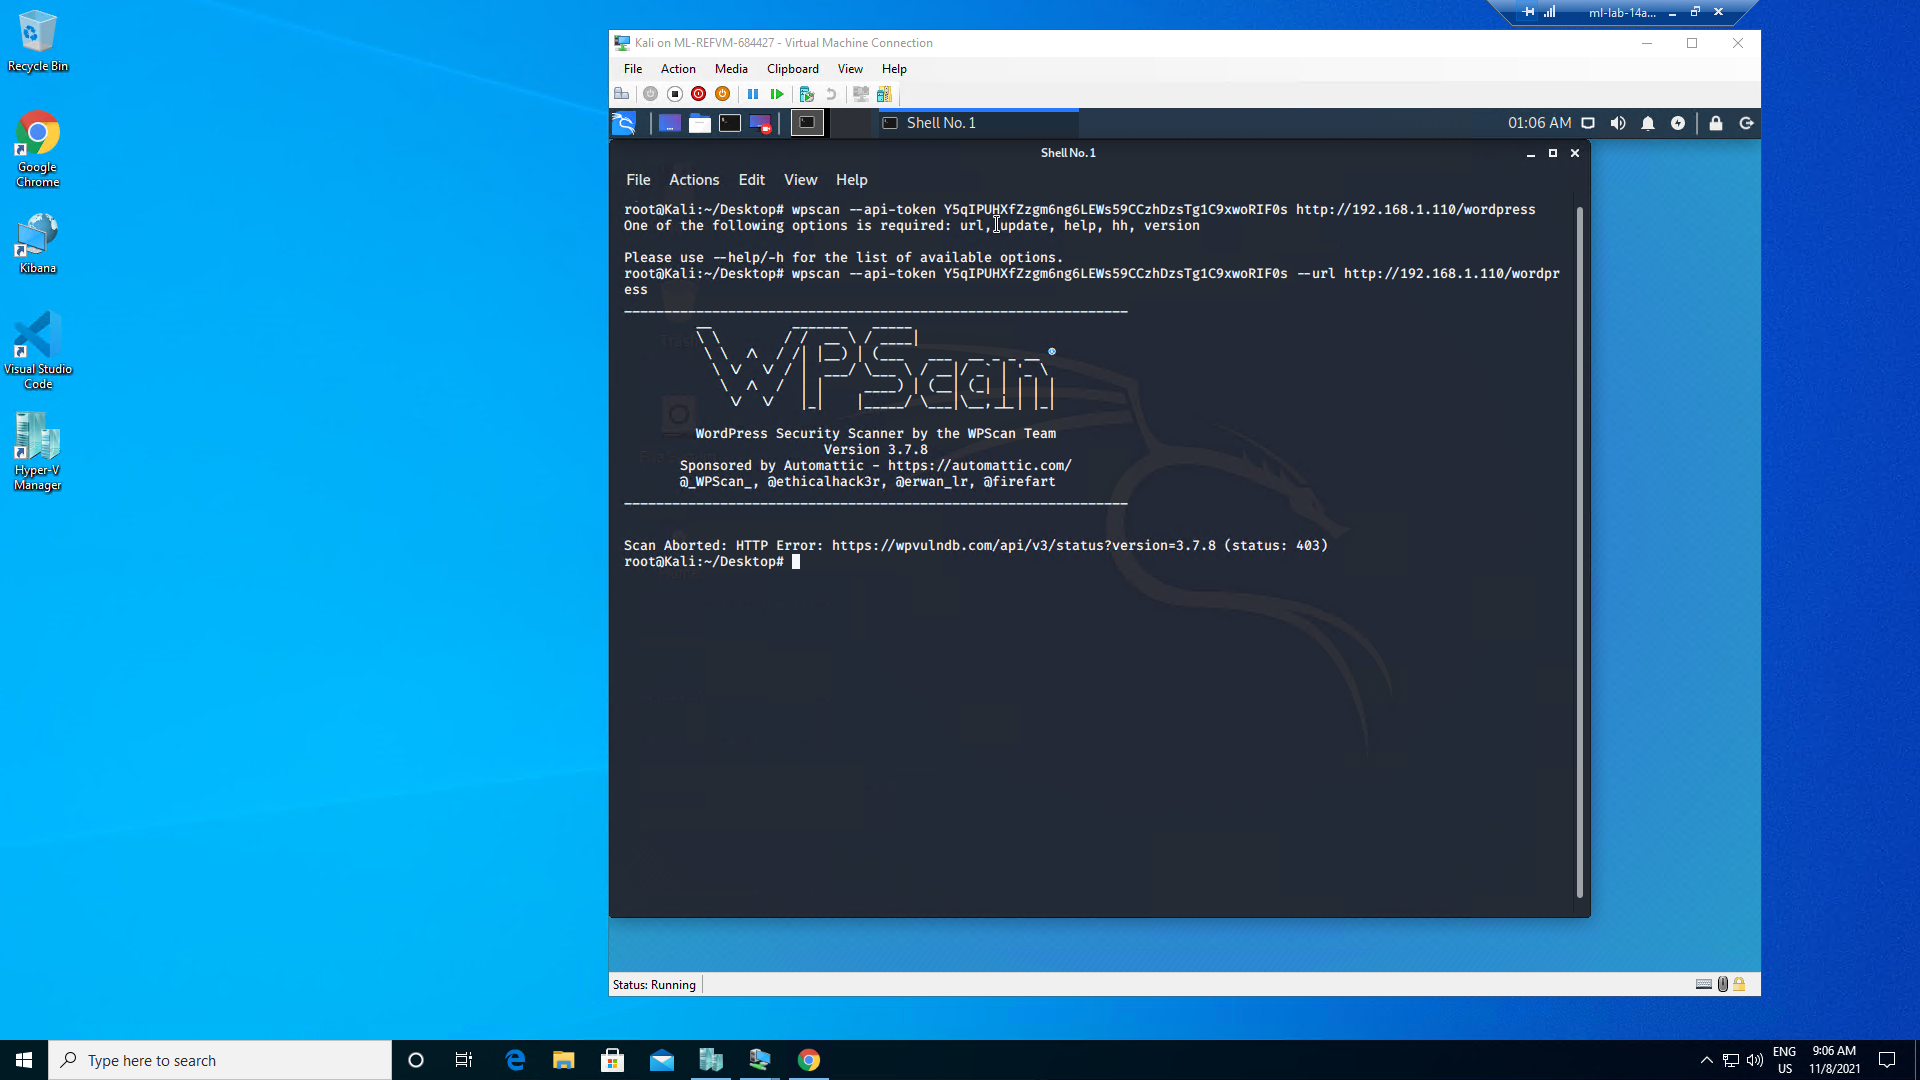 ml-lab-14a...
Recycle Bin
Google
Chrome
Kibana
Visual Studio
Code
Hyper-V
Manager
Kali on ML-REFVM-684427 - Virtual Machine Connection
File Action Media Clipboard View Help
Shell No. 1
01:06 AM
Shell No. 1
File Actions Edit View Help
root@Kali:~/Desktop# wpscan --api-token Y5qIPUHXfZzgm6ng6LEWs59CCzhDzsTg1C9xwoRIF0s http://192.168.1.110/wordpress
One of the following options is required: url, update, help, hh, version
Please use --help/-h for the list of available options.
root@Kali:~/Desktop# wpscan --api-token Y5qIPUHXfZzgm6ng6LEWs59CCzhDzsTg1C9xwoRIF0s --url http://192.168.1.110/wordpr
ess
WPScan ®
WordPress Security Scanner by the WPScan Team
Version 3.7.8
Sponsored by Automattic - https://automattic.com/
@_WPScan_, @ethicalhack3r, @erwan_lr, @firefart
Scan Aborted: HTTP Error: https://wpvulndb.com/api/v3/status?version=3.7.8 (status: 403)
root@Kali:~/Desktop#
Status: Running
Type here to search
ENG
US
9:06 AM
11/8/2021